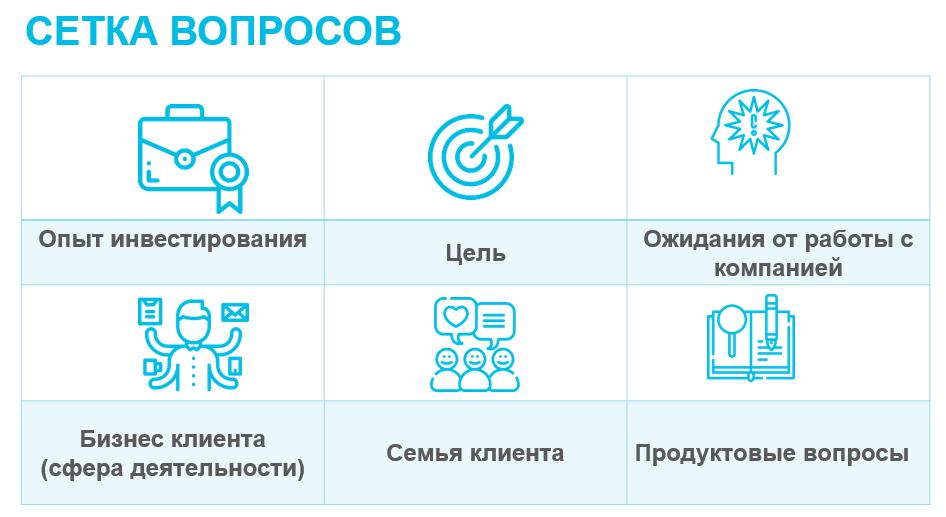 СЕТКА ВОПРОСОВ
Опыт инвестирования
Цель
Ожидания от работы с
компанией
Бизнес клиента
(сфера деятельности)
Семья клиента
Продуктовые вопросы